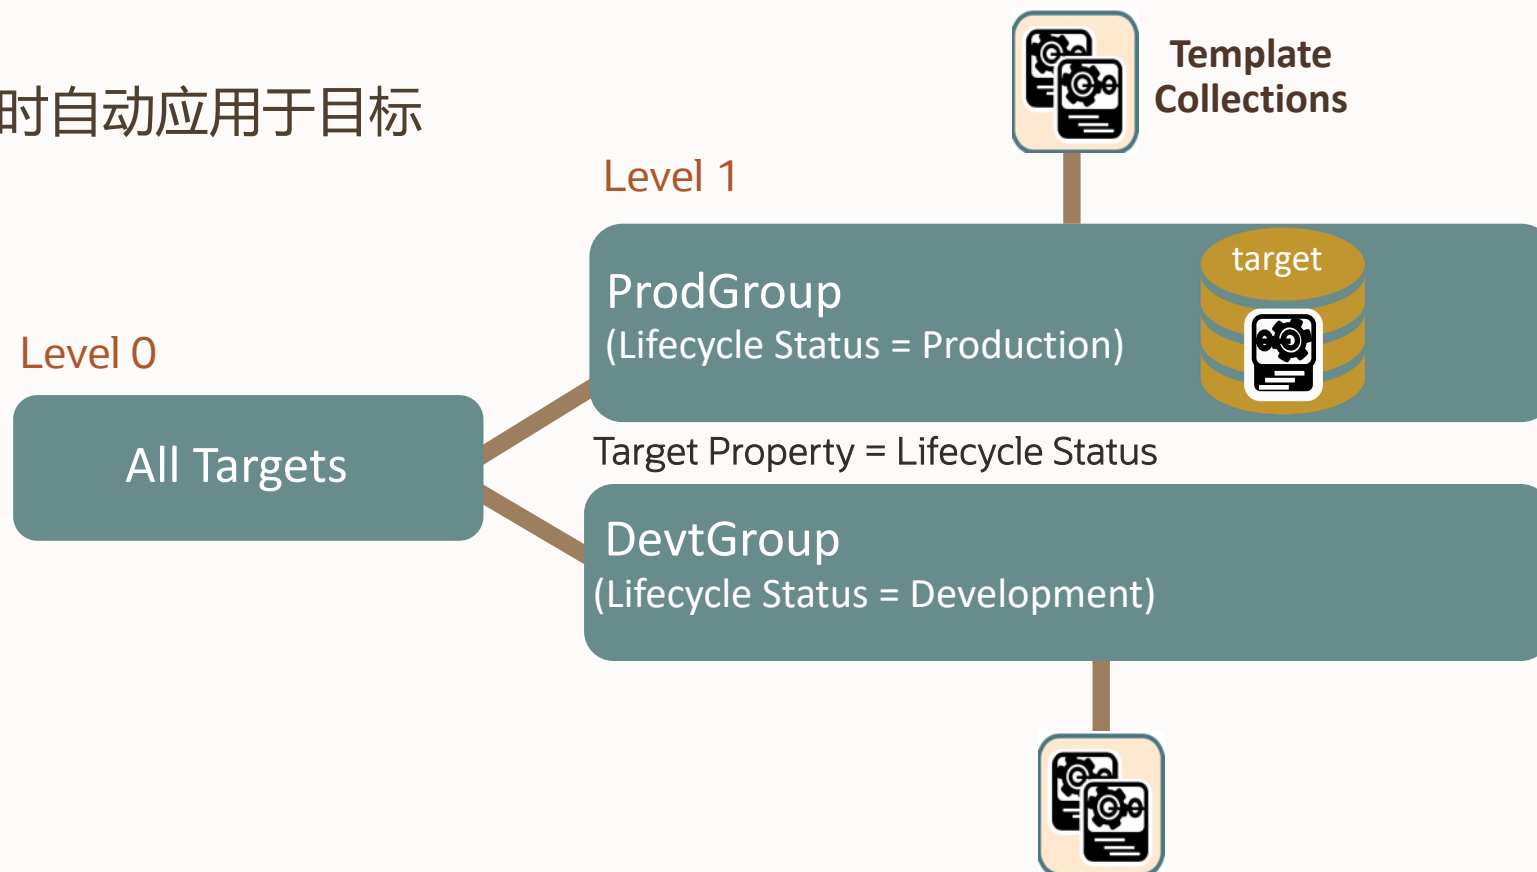 时自动应用于目标
Template
Collections
Level 1
target
ProdGroup
(Lifecycle Status = Production)
Level 0
All Targets
Target Property = Lifecycle Status
DevtGroup
(Lifecycle Status = Development)